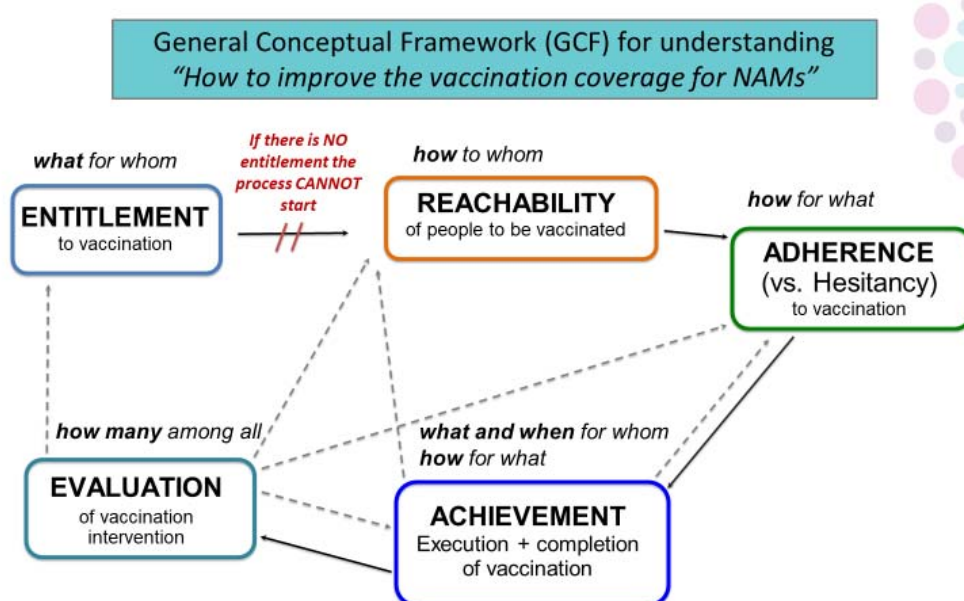 General Conceptual Framework (GCF) for understanding
“How to improve the vaccination coverage for NAMs”
what for whom
ENTITLEMENT
to vaccination
If there is NO
entitlement the
process CANNOT
start
how to whom
REACHABILITY
of people to be vaccinated
how for what
ADHERENCE
(vs. Hesitancy)
to vaccination
how many among all
EVALUATION
of vaccination
intervention
what and when for whom
how for what
ACHIEVEMENT
Execution + completion
of vaccination